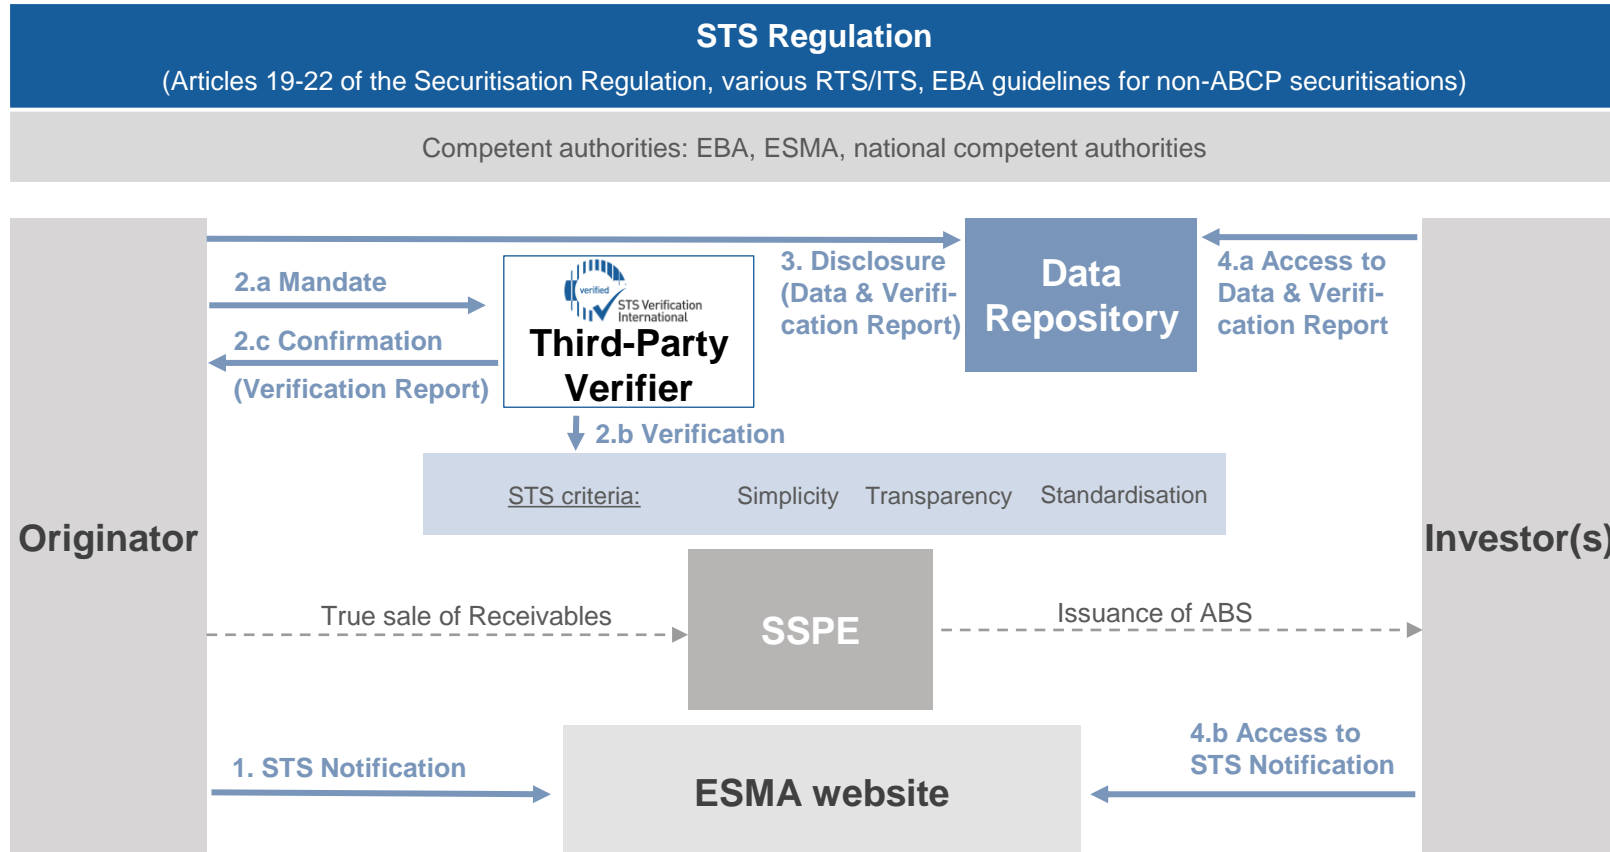 STS Regulation
(Articles 19-22 of the Securitisation Regulation, various RTS/ITS, EBA guidelines for non-ABCP securitisations)
Competent authorities: EBA, ESMA, national competent authorities
2.a Mandate
2.c Confirmation
(Verification Report)
verified
STS Verification
International
Third-Party
Verifier
3. Disclosure
(Data & Verifi-
cation Report)
Data
Repository
4.a Access to
Data & Verifi-
cation Report
2.b Verification
STS criteria: Simplicity Transparency Standardisation
Originator
Investor(s)
True sale of Receivables
SSPE
Issuance of ABS
1. STS Notification
ESMA website
4.b Access to
STS Notification